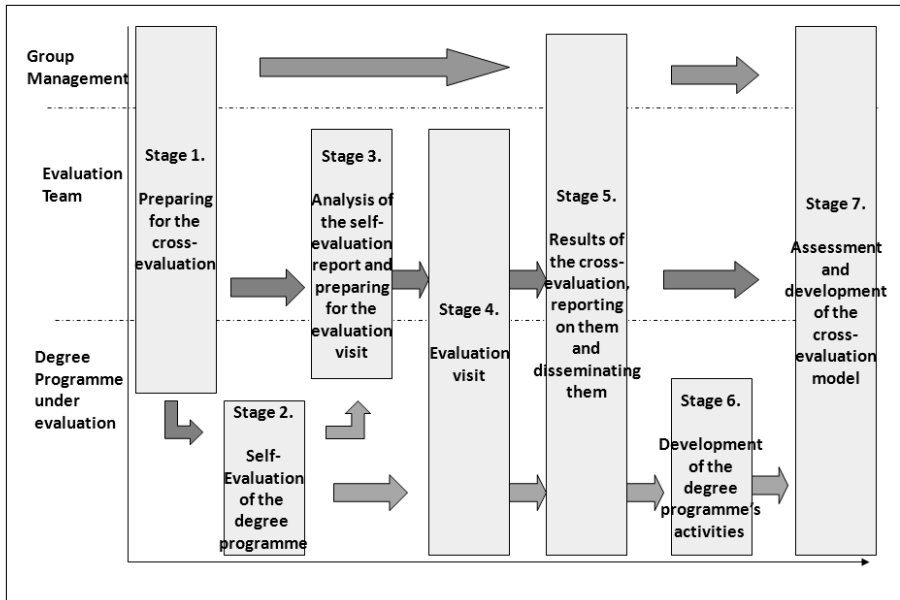 Group
Management
Evaluation
Team
Degree
Programme
under
evaluation
Stage 1.
Preparing
for the
cross-
evaluation
Stage 2.
Self-
Evaluation
of the
degree
programme
Stage 3.
Analysis of
the self-
evaluation
report and
preparing
for the
evaluation
visit
Stage 4.
Evaluation
visit
Stage 5.
Results of
the cross-
evaluation,
reporting
on them
and
disseminating
them
Stage 6.
Development
of the
degree
programme's
activities
Stage 7.
Assessment
and
development
of the
cross-
evaluation
model